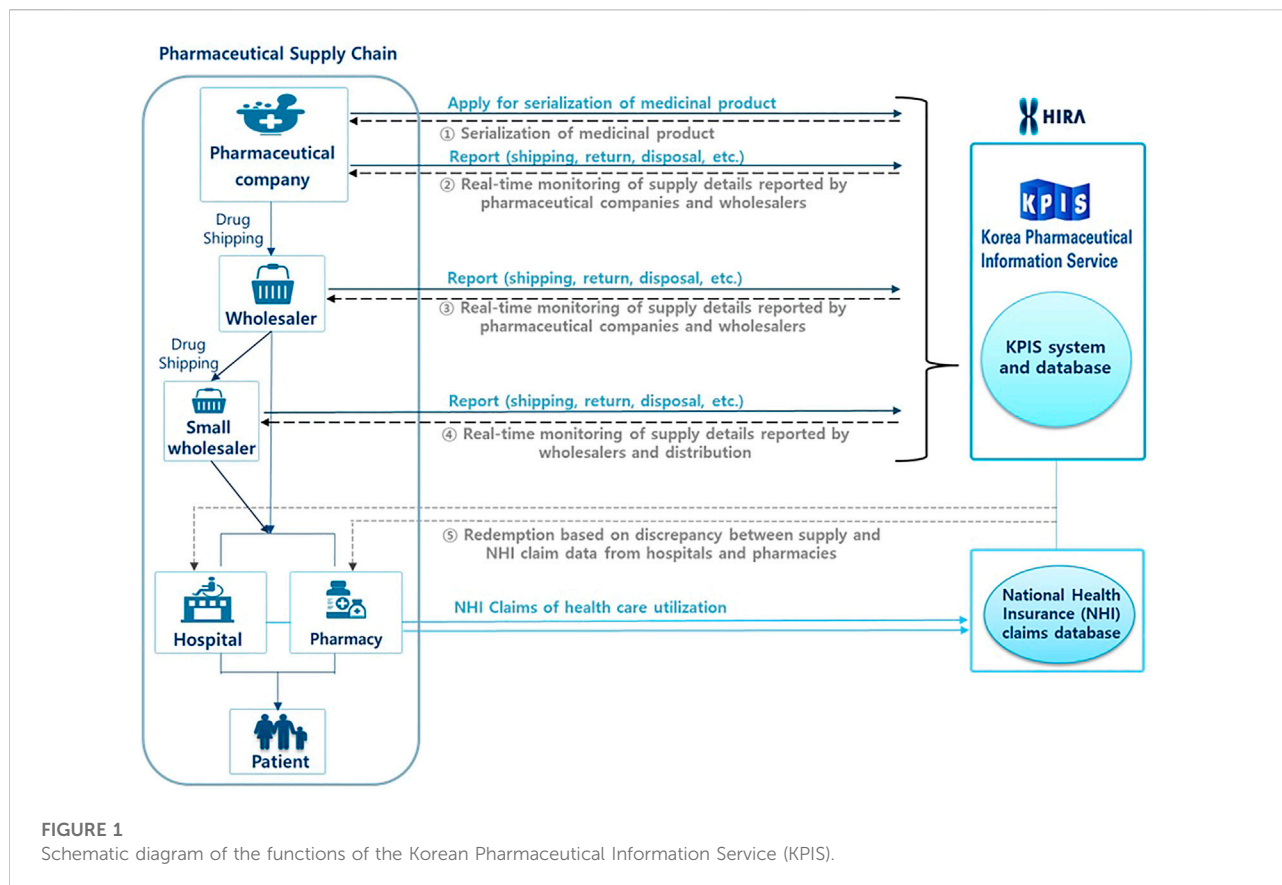 Pharmaceutical Supply Chain
Pharmaceutical
company
Apply for serialization of medicinal product
① Serialization of medicinal product
Report (shipping, return, disposal, etc.)
② Real-time monitoring of supply details reported by
pharmaceutical companies and wholesalers
Drug
Shipping
Wholesaler
Report (shipping, return, disposal, etc.)
③ Real-time monitoring of supply details reported by
pharmaceutical companies and wholesalers
Drug
Shipping
Small
wholesaler
Report (shipping, return, disposal, etc.)
④ Real-time monitoring of supply details reported by
wholesalers and distribution
HIRA
KPIS
Korea Pharmaceutical
Information Service
KPIS system
and database
⑤ Redemption based on discrepancy between supply and
NHI claim data from hospitals and pharmacies
Hospital
Pharmacy
NHI Claims of health care utilization
National Health
Insurance (NHI)
claims database
Patient
FIGURE 1
Schematic diagram of the functions of the Korean Pharmaceutical Information Service (KPIS).